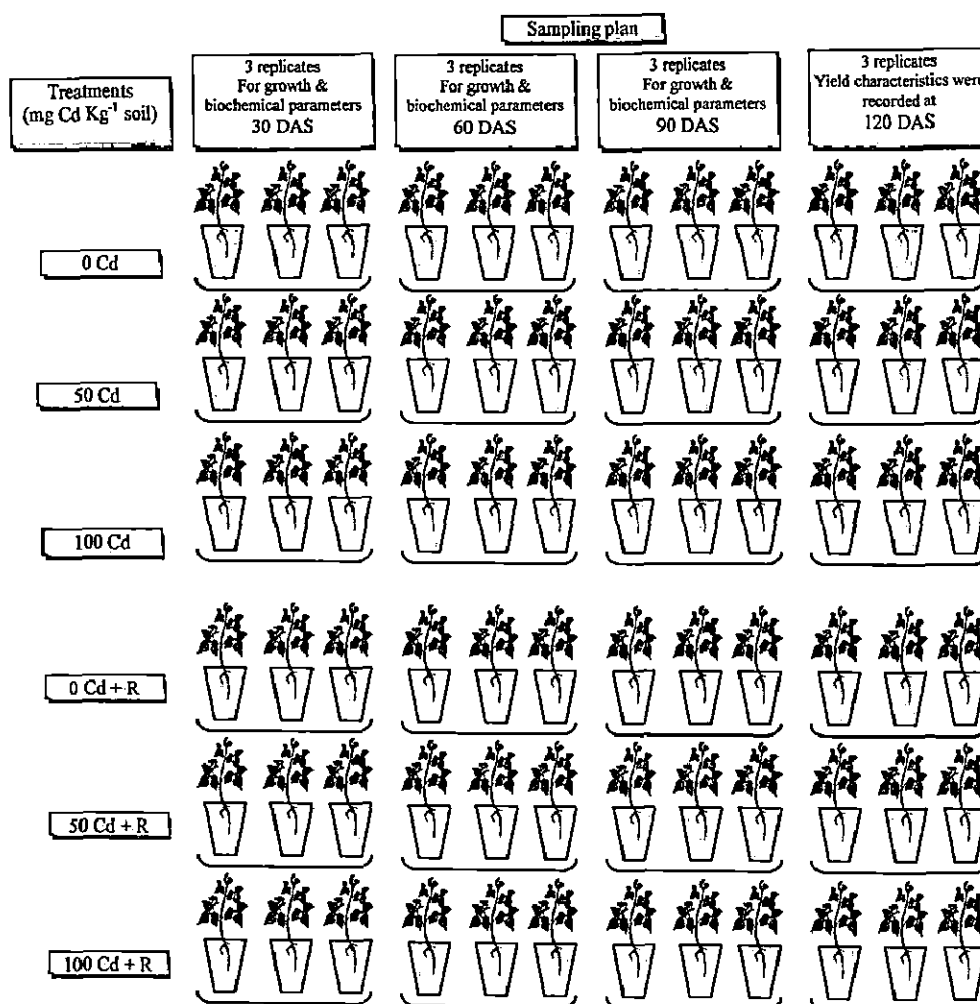 Sampling plan
Treatments
(mg Cd Kg⁻¹ soil)
3 replicates
For growth &
biochemical parameters
30 DAS
3 replicates
For growth &
biochemical parameters
60 DAS
3 replicates
For growth &
biochemical parameters
90 DAS
3 replicates
Yield characteristics were
recorded at
120 DAS
0 Cd
50 Cd
100 Cd
0 Cd + R
50 Cd + R
100 Cd + R